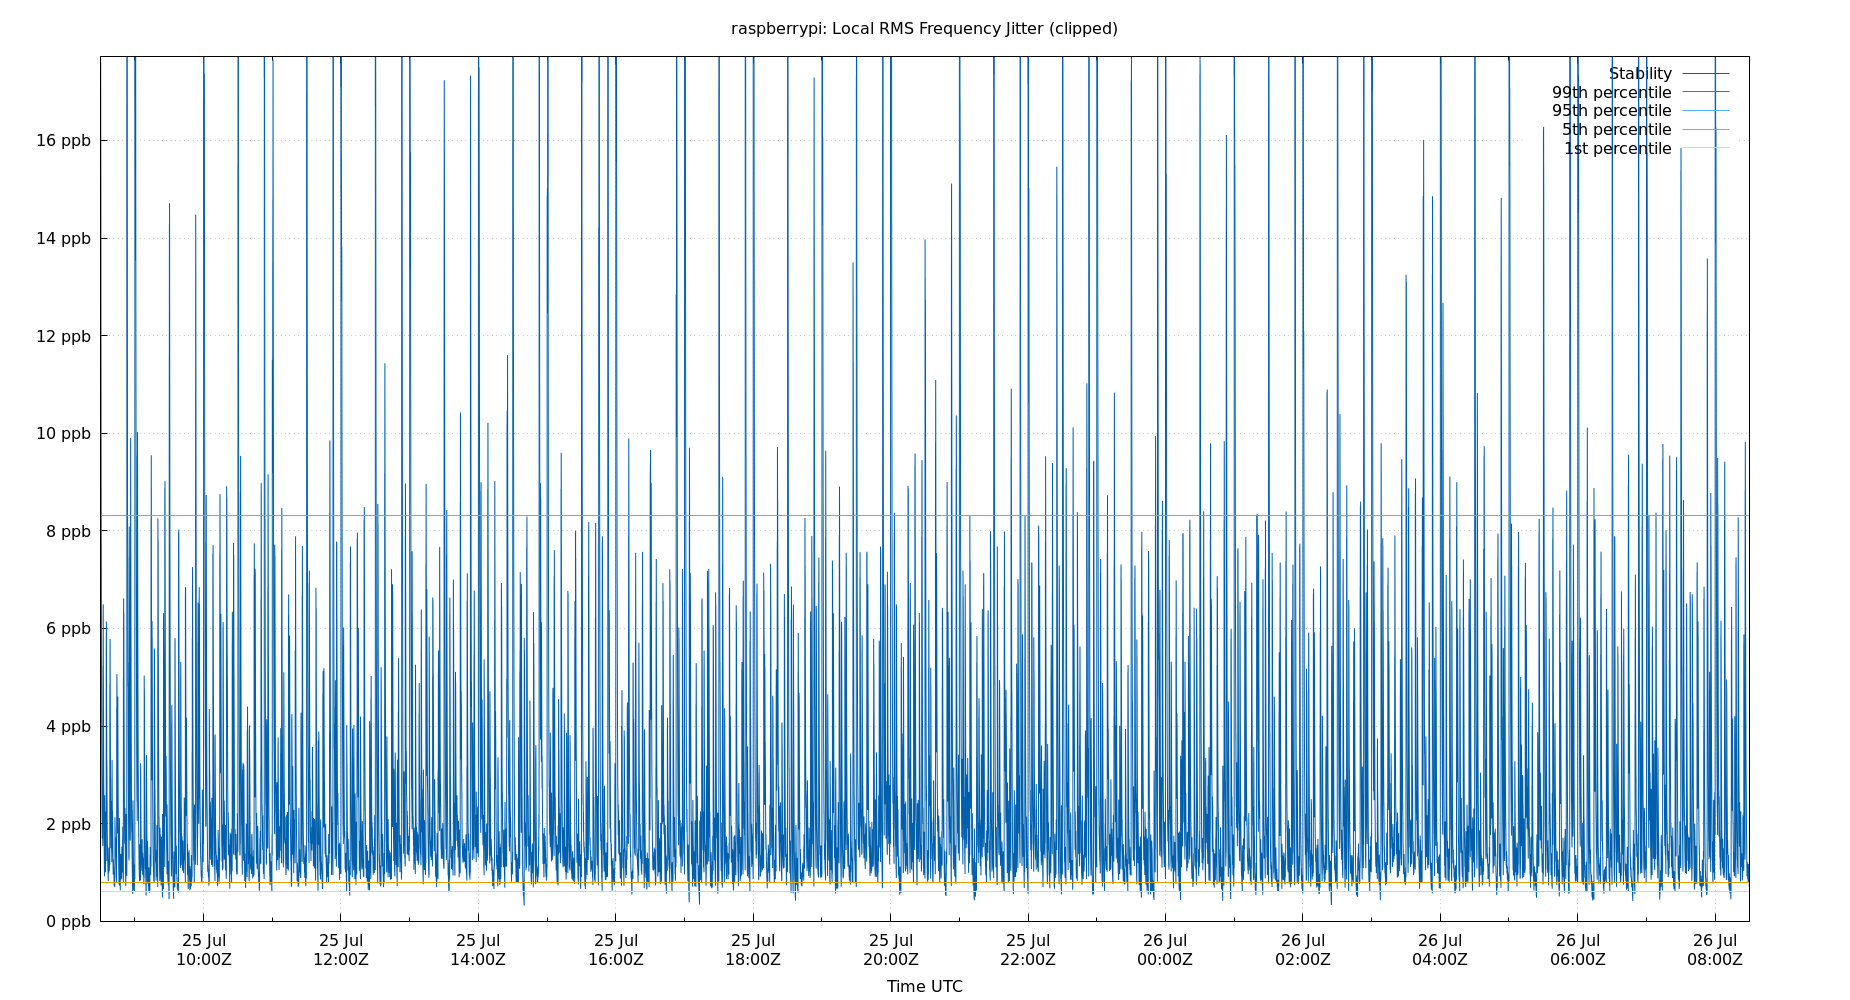 raspberrypi: Local RMS Frequency Jitter (clipped)
Stability
99th percentile
95th percentile
5th percentile
1st percentile
16 ppb
14 ppb
12 ppb
10 ppb
8 ppb
6 ppb
4 ppb
2 ppb
0 ppb
25 Jul 25 Jul 25 Jul 25 Jul 25 Jul 25 Jul 25 Jul 26 Jul 26 Jul 26 Jul 26 Jul 26 Jul
10:00Z 12:00Z 14:00Z 16:00Z 18:00Z 20:00Z 22:00Z 00:00Z 02:00Z 04:00Z 06:00Z 08:00Z
Time UTC